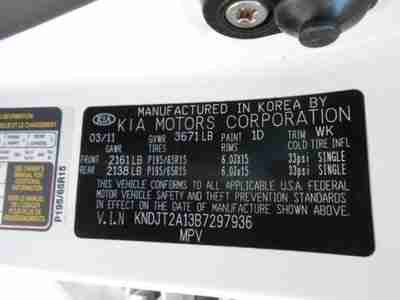 MANUFACTURED IN KOREA BY
KIA KIA MOTORS CORPORATION
03/11 GVWR 3671LB PAINT 1D TRIM WK
GAWR TIRES RIMS COLD TIRE INFL
FRONT 2161LB P195/65R15 6.0JX15 33psi SINGLE
REAR 2138LB P195/65R15 6.0JX15 33psi SINGLE
THIS VEHICLE CONFORMS TO ALL APPLICABLE U.S.A FEDERAL
MOTOR VEHICLE SAFETY AND THEFT PREVENTION STANDARDS
IN EFFECT ON THE DATE OF MANUFACTURE SHOWN ABOVE.
V.I.N KNDJT2A13B7297936
MPV
P195/65R15